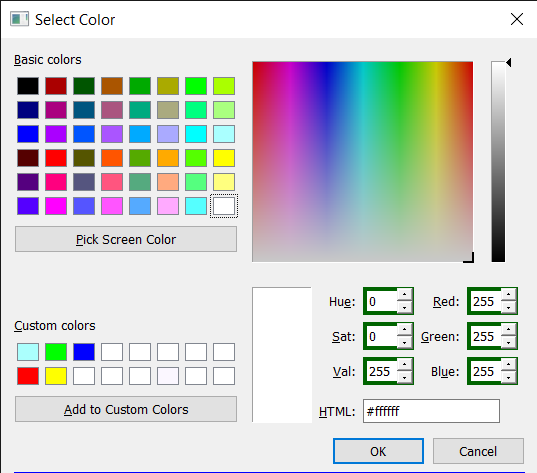 Select Color
Basic colors
Pick Screen Color
Custom colors
Add to Custom Colors
Hue: 0 Red: 255
Sat: 0 Green: 255
Val: 255 Blue: 255
HTML: #ffffff
OK Cancel